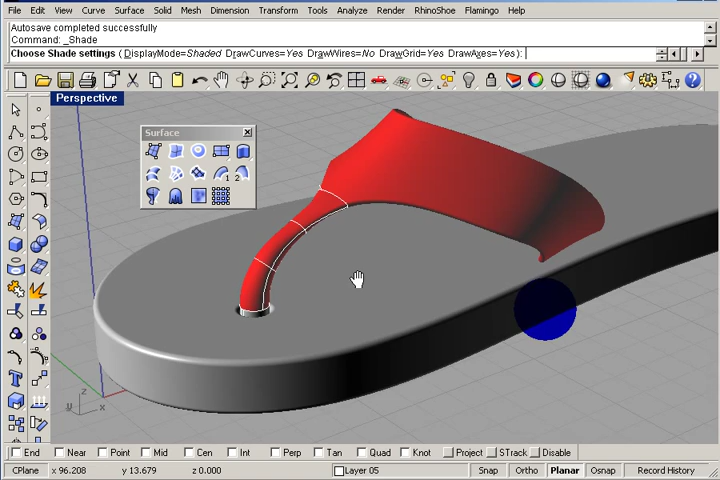 File Edit View Curve Surface Solid Mesh Dimension Transform Tools Analyze Render RhinoShoe Flamingo Help
Autosave completed successfully
Command: _Shade
Choose Shade settings ( DisplayMode=Shaded DrawCurves=Yes DrawWires=No DrawGrid=Yes DrawAxes=Yes ):
Perspective
Surface
1 2
T
z
y x
End Near Point Mid Cen Int Perp Tan Quad Knot Project STrack Disable
CPlane x 96.208 y 13.679 z 0.000 Layer 05 Snap Ortho Planar Osnap Record History